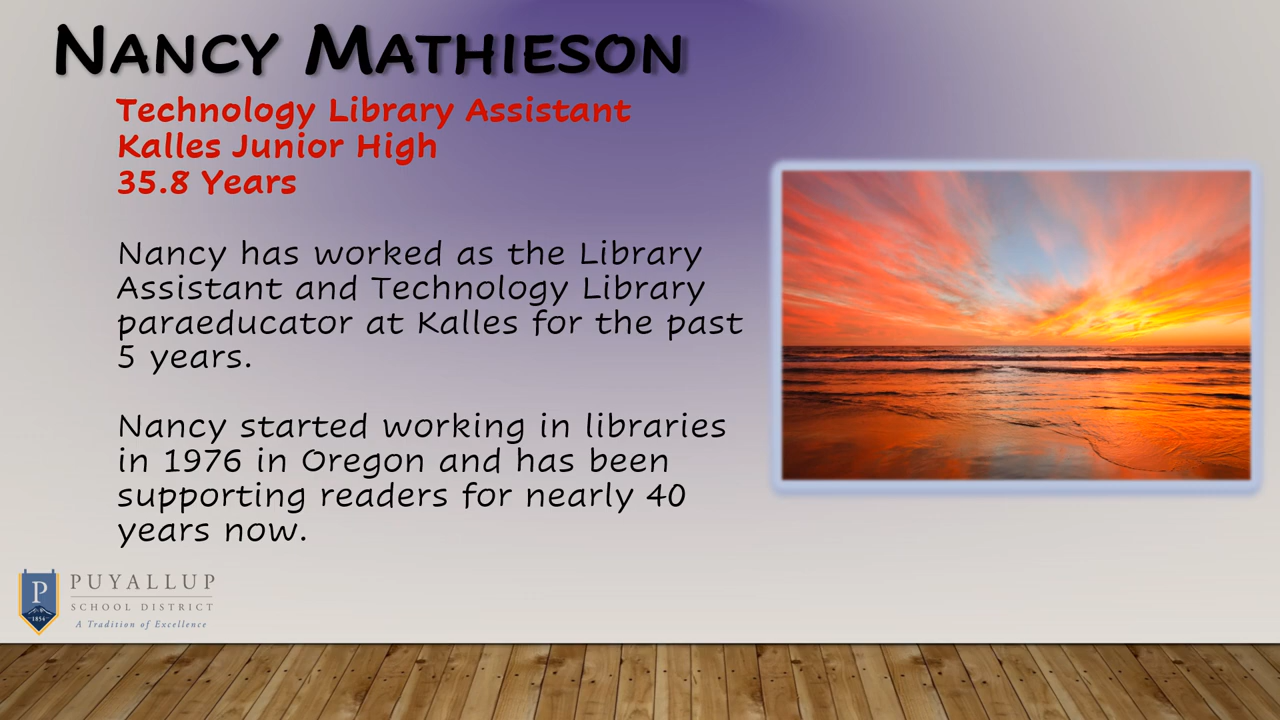 Nancy Mathieson
Technology Library Assistant
Kalles Junior High
35.8 Years
Nancy has worked as the Library
Assistant and Technology Library
paraeducator at Kalles for the past
5 years.
Nancy started working in libraries
in 1976 in Oregon and has been
supporting readers for nearly 40
years now.
P
1854
PUYALLUP
SCHOOL DISTRICT
A Tradition of Excellence